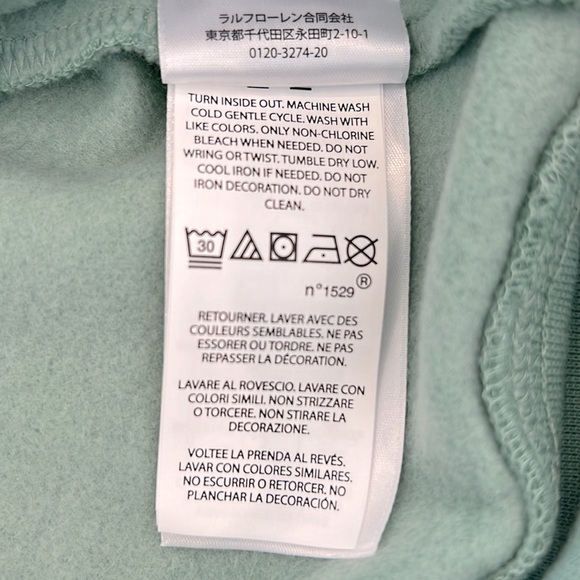 ラルフローレン合同会社
東京都千代田区永田町2-10-1
0120-3274-20
TURN INSIDE OUT. MACHINE WASH
COLD GENTLE CYCLE. WASH WITH
LIKE COLORS. ONLY NON-CHLORINE
BLEACH WHEN NEEDED. DO NOT
WRING OR TWIST. TUMBLE DRY LOW.
COOL IRON IF NEEDED. DO NOT
IRON DECORATION. DO NOT DRY
CLEAN.
30
n°1529 ®
RETOURNER. LAVER AVEC DES
COULEURS SEMBLABLES. NE PAS
ESSORER OU TORDRE. NE PAS
REPASSER LA DÉCORATION.
LAVARE AL ROVESCIO. LAVARE CON
COLORI SIMILI. NON STRIZZARE
O TORCERE. NON STIRARE LA
DECORAZIONE.
VOLTEE LA PRENDA AL REVÉS.
LAVAR CON COLORES SIMILARES.
NO ESCURRIR O RETORCER. NO
PLANCHAR LA DECORACIÓN.